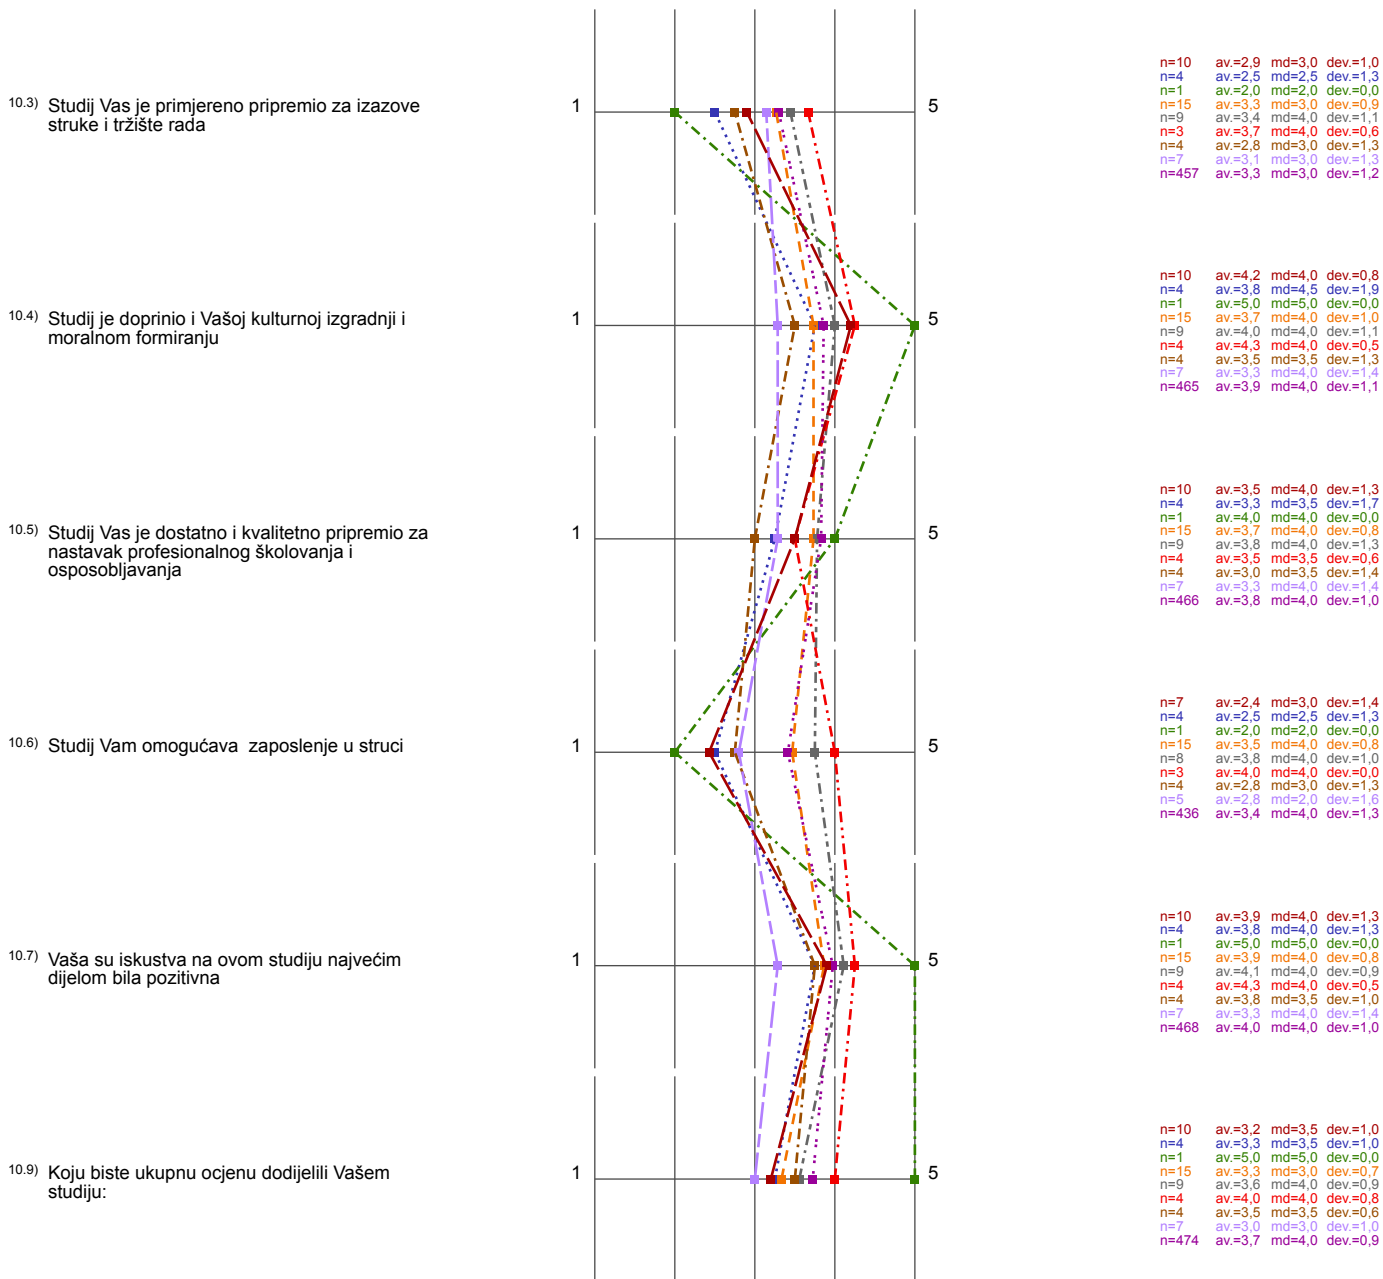 10.3) Studij Vas je primjereno pripremio za izazove
struke i tržište rada
1
5
n=10 av.=2,9 md=3,0 dev.=1,0
n=4 av.=2,5 md=2,5 dev.=1,3
n=1 av.=2,0 md=2,0 dev.=0,0
n=15 av.=3,3 md=3,0 dev.=0,9
n=9 av.=3,4 md=4,0 dev.=1,1
n=3 av.=3,7 md=4,0 dev.=0,6
n=4 av.=2,8 md=3,0 dev.=1,3
n=7 av.=3,1 md=3,0 dev.=1,3
n=457 av.=3,3 md=3,0 dev.=1,2
10.4) Studij je doprinio i Vašoj kulturnoj izgradnji i
moralnom formiranju
1
5
n=10 av.=4,2 md=4,0 dev.=0,8
n=4 av.=3,8 md=4,5 dev.=1,9
n=1 av.=5,0 md=5,0 dev.=0,0
n=15 av.=3,7 md=4,0 dev.=1,0
n=9 av.=4,0 md=4,0 dev.=1,1
n=4 av.=4,3 md=4,0 dev.=0,5
n=4 av.=3,5 md=3,5 dev.=1,3
n=7 av.=3,3 md=4,0 dev.=1,4
n=465 av.=3,9 md=4,0 dev.=1,1
10.5) Studij Vas je dostatno i kvalitetno pripremio za
nastavak profesionalnog školovanja i
osposobljavanja
1
5
n=10 av.=3,5 md=4,0 dev.=1,3
n=4 av.=3,3 md=3,5 dev.=1,7
n=1 av.=4,0 md=4,0 dev.=0,0
n=15 av.=3,7 md=4,0 dev.=0,8
n=9 av.=3,8 md=4,0 dev.=1,3
n=4 av.=3,5 md=3,5 dev.=0,6
n=4 av.=3,0 md=3,5 dev.=1,4
n=7 av.=3,3 md=4,0 dev.=1,4
n=466 av.=3,8 md=4,0 dev.=1,0
10.6) Studij Vam omogućava zaposlenje u struci
1
5
n=7 av.=2,4 md=3,0 dev.=1,4
n=4 av.=2,5 md=2,5 dev.=1,3
n=1 av.=2,0 md=2,0 dev.=0,0
n=15 av.=3,5 md=4,0 dev.=0,8
n=8 av.=3,8 md=4,0 dev.=1,0
n=3 av.=4,0 md=4,0 dev.=0,0
n=4 av.=2,8 md=3,0 dev.=1,3
n=5 av.=2,8 md=2,0 dev.=1,6
n=436 av.=3,4 md=4,0 dev.=1,3
10.7) Vaša su iskustva na ovom studiju najvećim
dijelom bila pozitivna
1
5
n=10 av.=3,9 md=4,0 dev.=1,3
n=4 av.=3,8 md=4,0 dev.=1,3
n=1 av.=5,0 md=5,0 dev.=0,0
n=15 av.=3,9 md=4,0 dev.=0,8
n=9 av.=4,1 md=4,0 dev.=0,9
n=4 av.=4,3 md=4,0 dev.=0,5
n=4 av.=3,8 md=3,5 dev.=1,0
n=7 av.=3,3 md=4,0 dev.=1,4
n=468 av.=4,0 md=4,0 dev.=1,0
10.9) Koju biste ukupnu ocjenu dodijelili Vašem
studiju:
1
5
n=10 av.=3,2 md=3,5 dev.=1,0
n=4 av.=3,3 md=3,5 dev.=1,0
n=1 av.=5,0 md=5,0 dev.=0,0
n=15 av.=3,3 md=3,0 dev.=0,7
n=9 av.=3,6 md=4,0 dev.=0,9
n=4 av.=4,0 md=4,0 dev.=0,8
n=4 av.=3,5 md=3,5 dev.=0,6
n=7 av.=3,0 md=3,0 dev.=1,0
n=474 av.=3,7 md=4,0 dev.=0,9